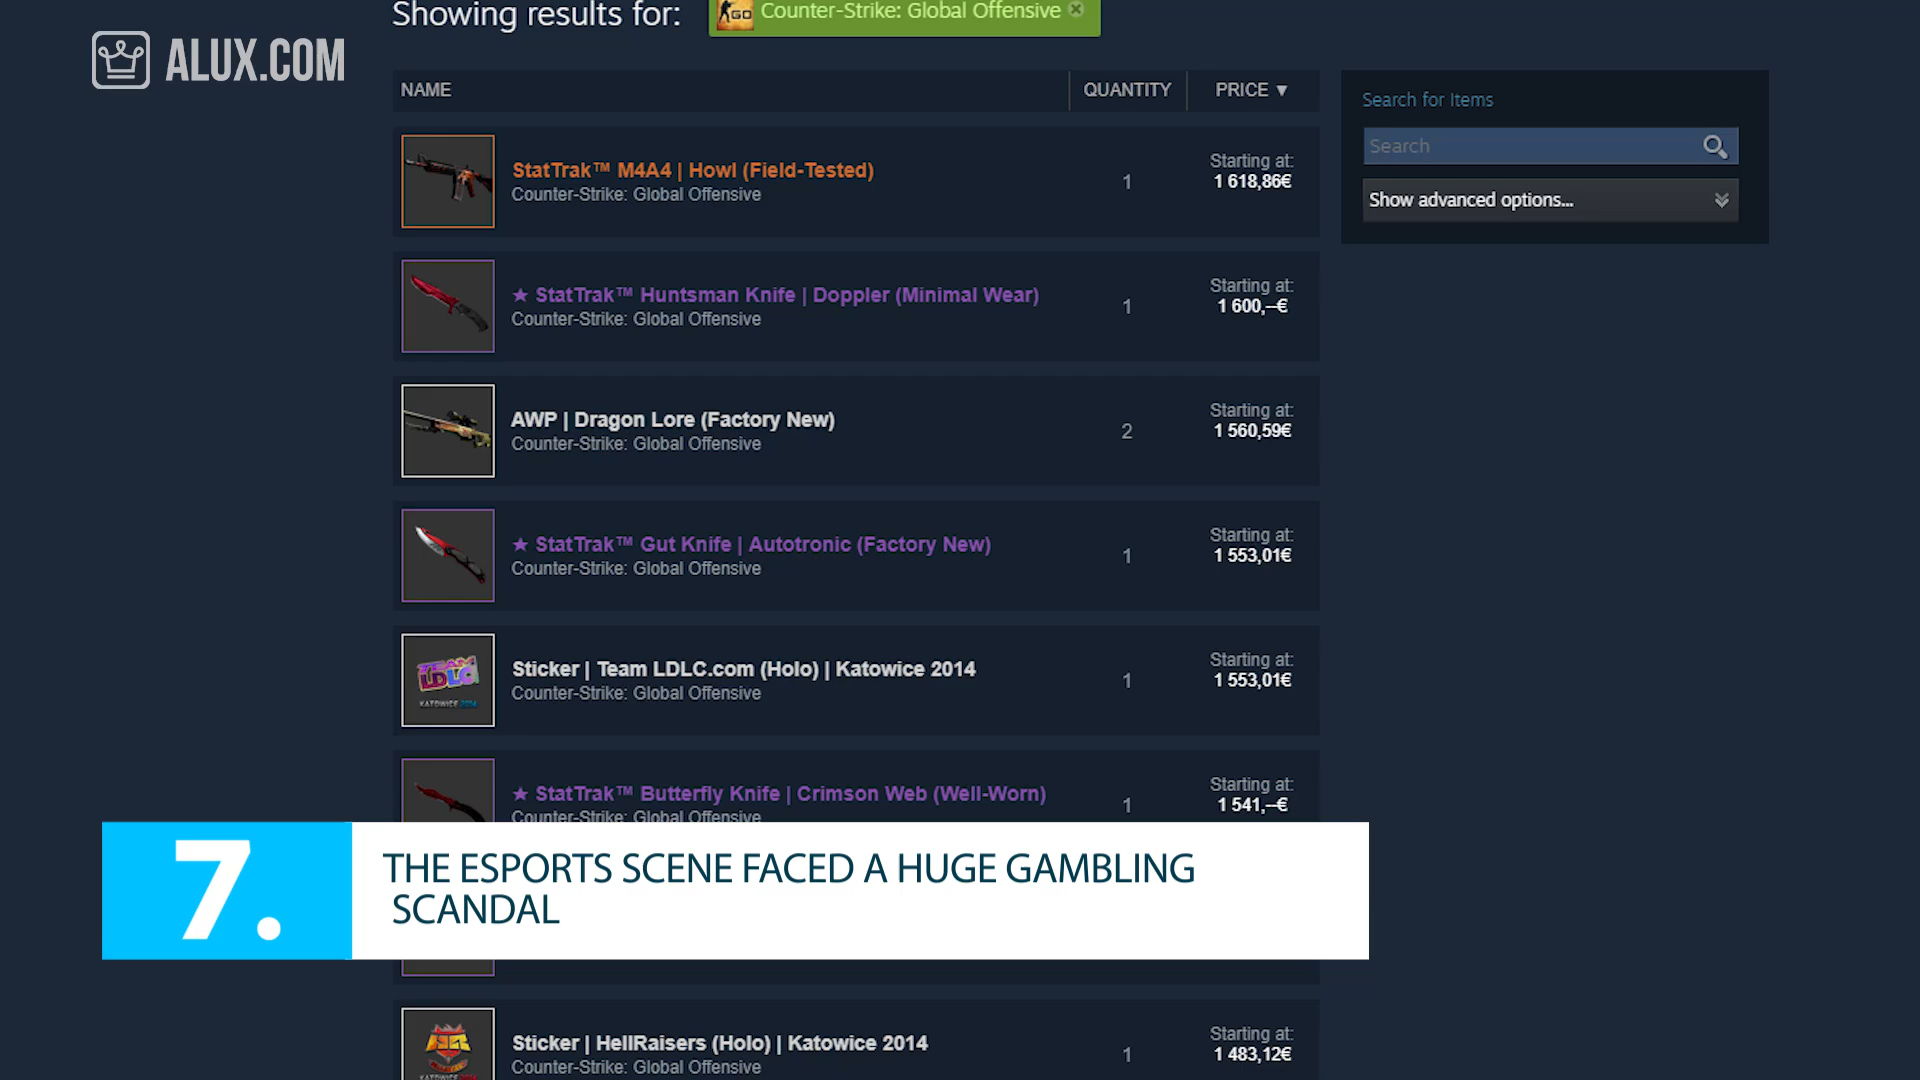 Showing results for:
GO Counter-Strike: Global Offensive
ALUX.COM
NAME QUANTITY PRICE ▼
Search for Items
Search
Show advanced options...
StatTrak™ M4A4 | Howl (Field-Tested)
Counter-Strike: Global Offensive
1
Starting at:
1 618,86€
★ StatTrak™ Huntsman Knife | Doppler (Minimal Wear)
Counter-Strike: Global Offensive
1
Starting at:
1 600,--€
AWP | Dragon Lore (Factory New)
Counter-Strike: Global Offensive
2
Starting at:
1 560,59€
★ StatTrak™ Gut Knife | Autotronic (Factory New)
Counter-Strike: Global Offensive
1
Starting at:
1 553,01€
TEAM
LDLC
KATOWICE 2014
Sticker | Team LDLC.com (Holo) | Katowice 2014
Counter-Strike: Global Offensive
1
Starting at:
1 553,01€
★ StatTrak™ Butterfly Knife | Crimson Web (Well-Worn)
Counter-Strike: Global Offensive
1
Starting at:
1 541,--€
7.
THE ESPORTS SCENE FACED A HUGE GAMBLING
SCANDAL
Sticker | HellRaisers (Holo) | Katowice 2014
Counter-Strike: Global Offensive
1
Starting at:
1 483,12€